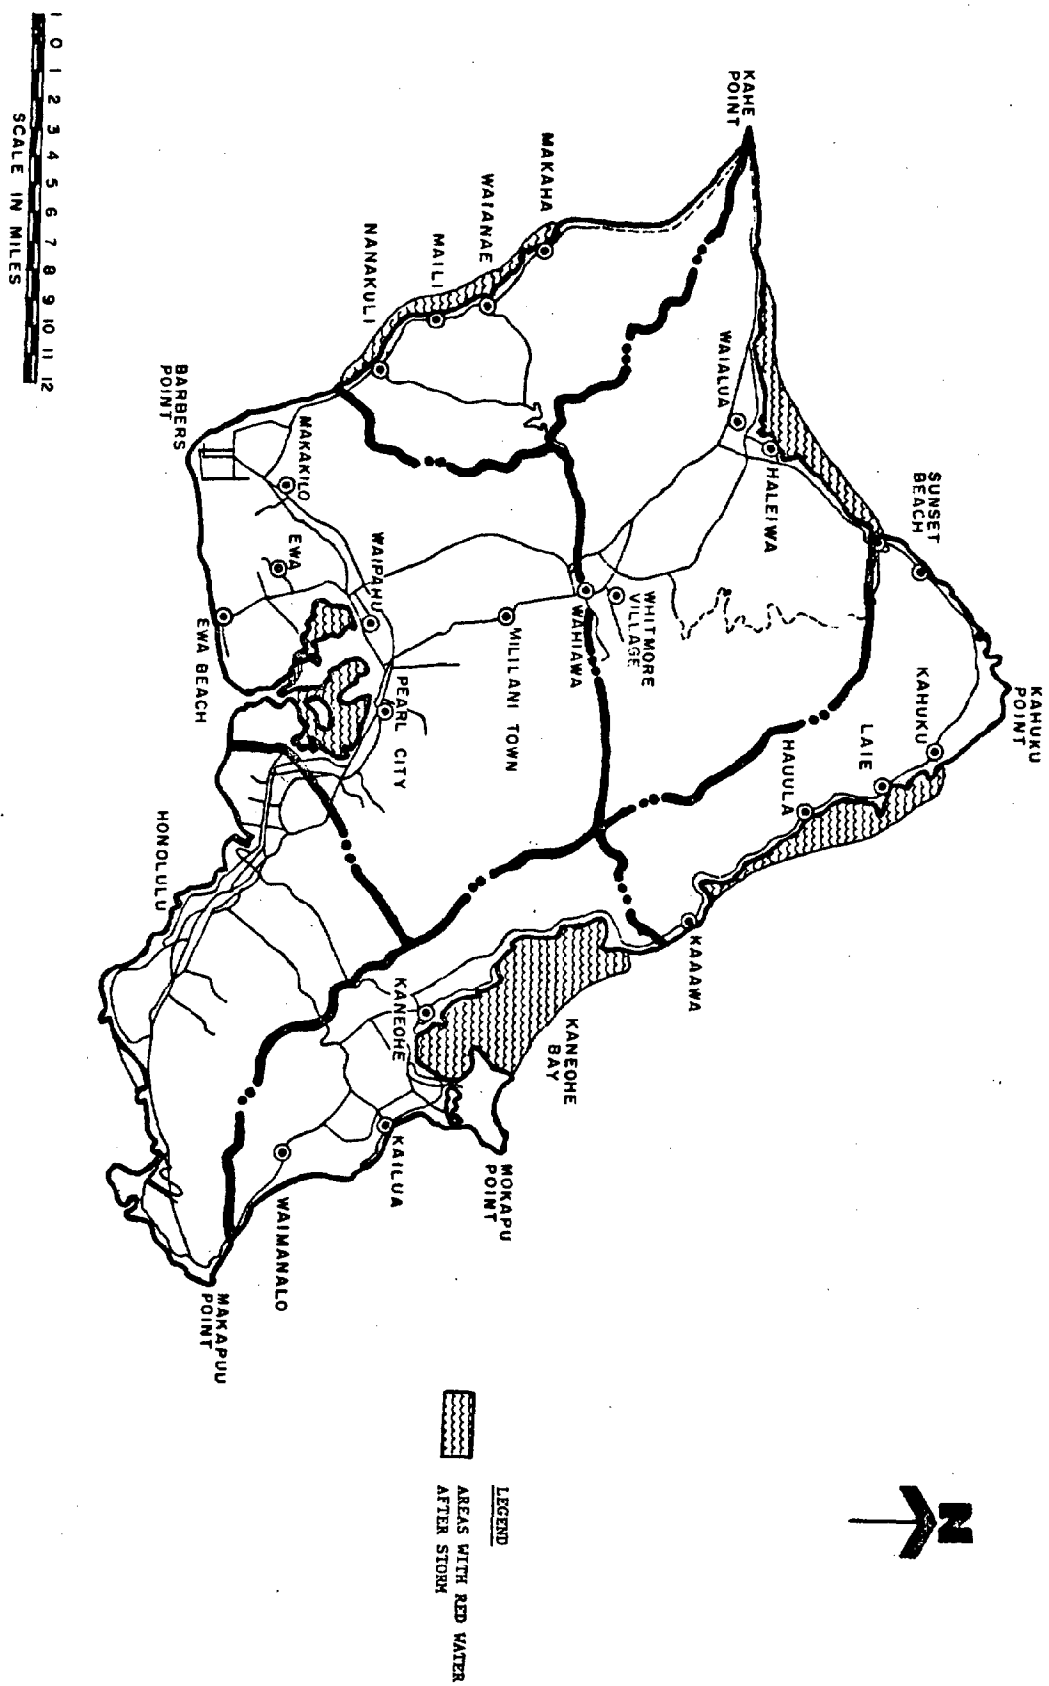 KAHUKU
POINT
SUNSET
BEACH
KAHUKU
LAIE
HAUULA
KAHE
POINT
HALEIWA
WAIALUA
KAAAWA
WHITMORE
VILLAGE
WAHIAWA
KANEOHE
BAY
MAKAHA
WAIANAE
MILILANI TOWN
MOKAPU
POINT
MAILI
NANAKULI
PEARL CITY
KANEOHE
KAILUA
WAIPAHU
MAKAKILO
EWA
WAIMANALO
BARBERS
POINT
EWA BEACH
HONOLULU
MAKAPUU
POINT
1 0 1 2 3 4 5 6 7 8 9 10 11 12
SCALE IN MILES
N
LEGEND
AREAS WITH RED WATER
AFTER STORM